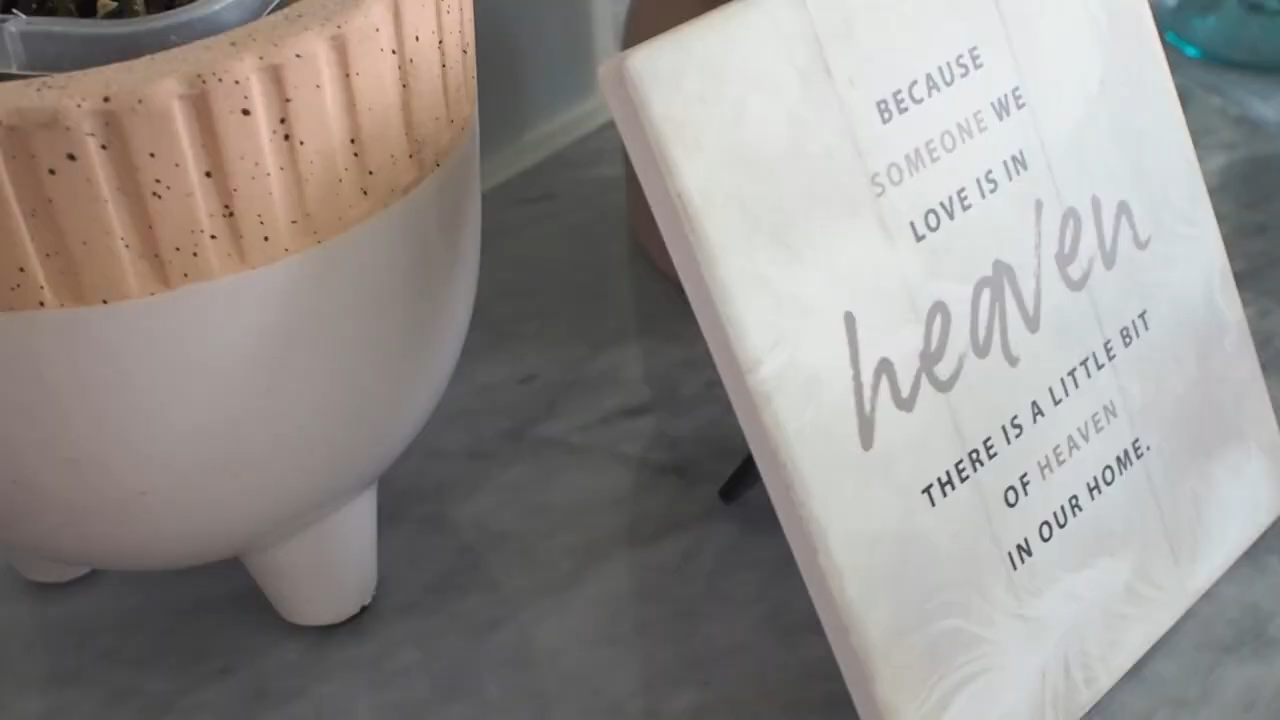 BECAUSE
SOMEONE WE
LOVE IS IN
heaven
THERE IS A LITTLE BIT
OF HEAVEN
IN OUR HOME.